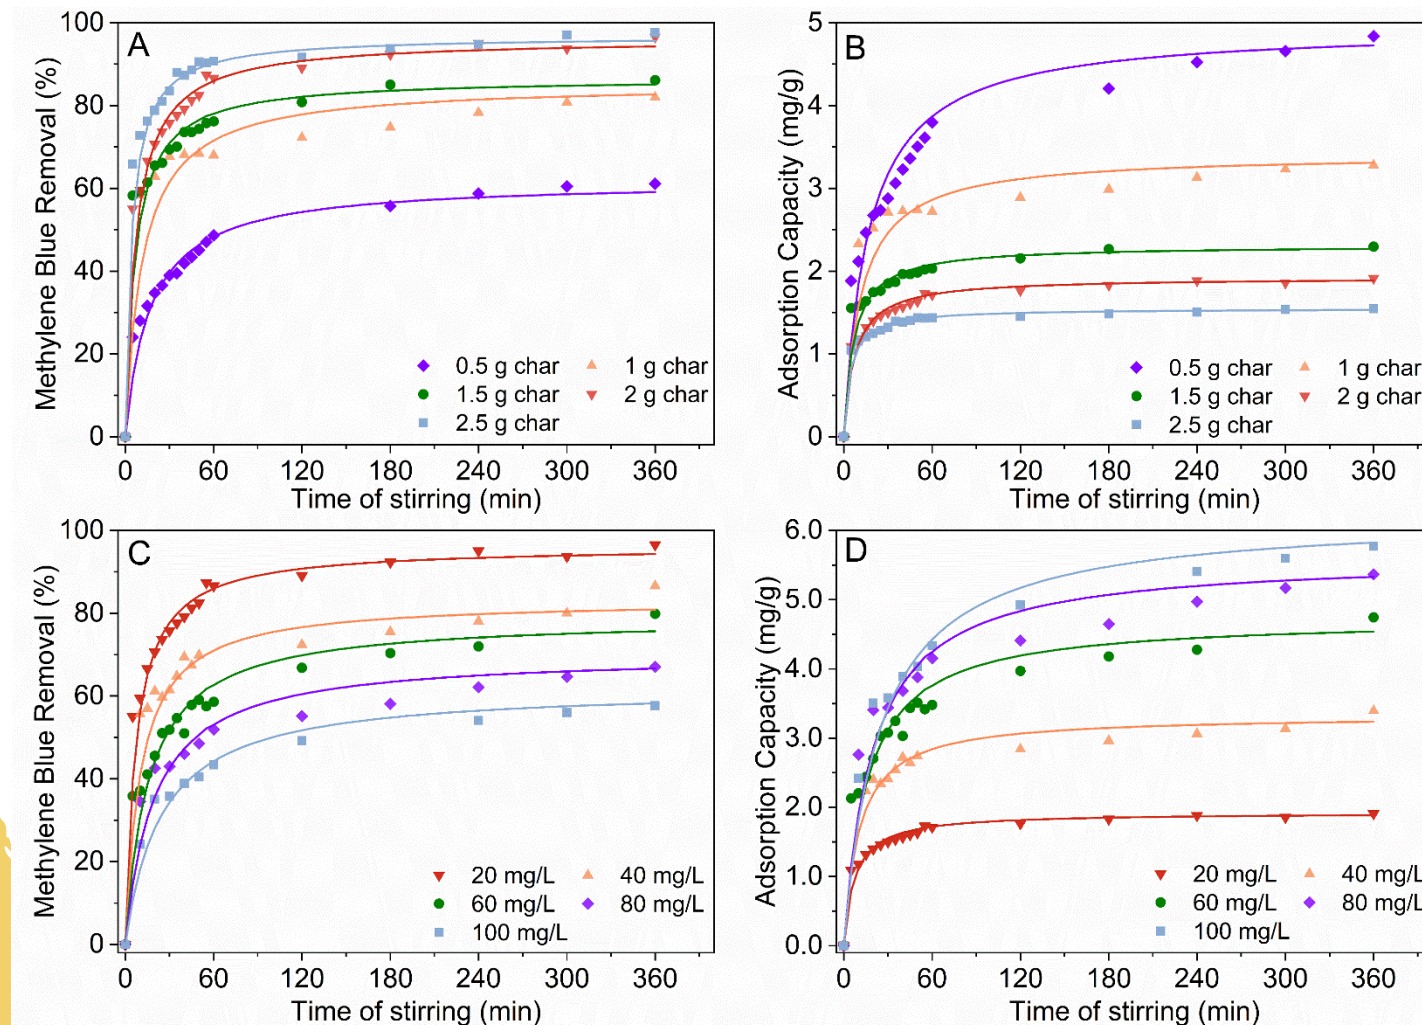 A
Methylene Blue Removal (%)
100
80
60
40
20
0
0.5 g char
1 g char
1.5 g char
2 g char
2.5 g char
0 60 120 180 240 300 360
Time of stirring (min)
B
Adsorption Capacity (mg/g)
5
4
3
2
1
0
0.5 g char
1 g char
1.5 g char
2 g char
2.5 g char
0 60 120 180 240 300 360
Time of stirring (min)
C
Methylene Blue Removal (%)
100
80
60
40
20
0
20 mg/L
40 mg/L
60 mg/L
80 mg/L
100 mg/L
0 60 120 180 240 300 360
Time of stirring (min)
D
Adsorption Capacity (mg/g)
6.0
5.0
4.0
3.0
2.0
1.0
0.0
20 mg/L
40 mg/L
60 mg/L
80 mg/L
100 mg/L
0 60 120 180 240 300 360
Time of stirring (min)